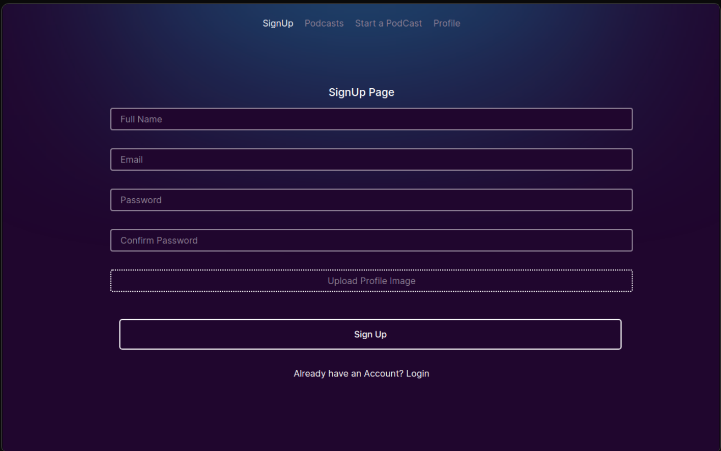 SignUp Podcasts Start a PodCast Profile
SignUp Page
Full Name
Email
Password
Confirm Password
Upload Profile Image
Sign Up
Already have an Account? Login